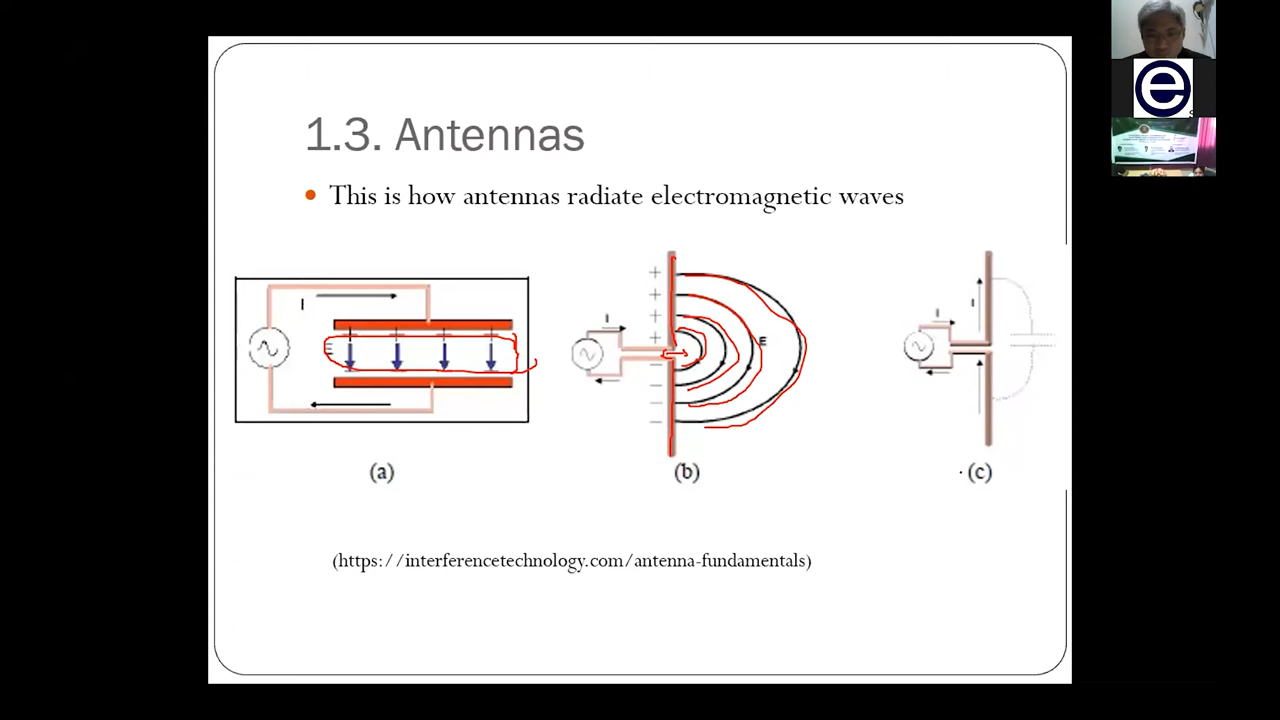 1.3. Antennas
• This is how antennas radiate electromagnetic waves
I
E
I
E
+
+
+
+
−
−
−
−
I
I
(a)
(b)
(c)
(https://interferencetechnology.com/antenna-fundamentals)
e